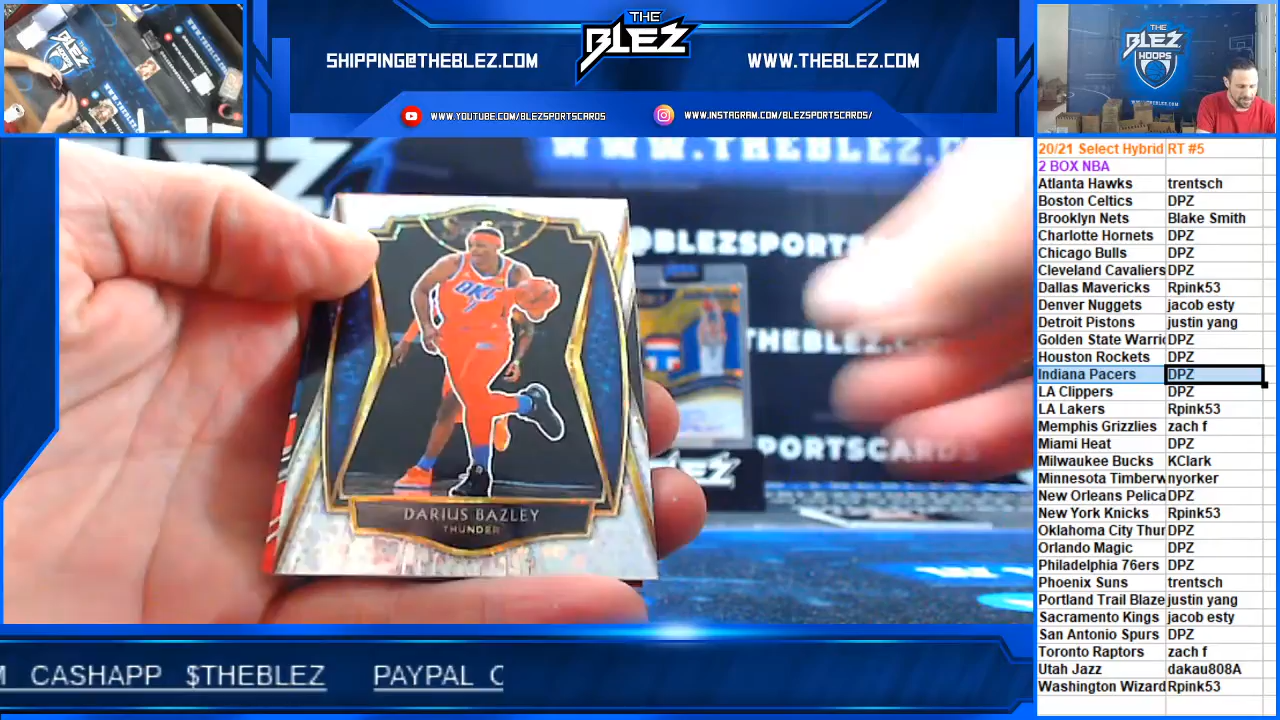 SHIPPING@THEBLEZ.COM
THE
BLEZ
WWW.THEBLEZ.COM
WWW.YOUTUBE.COM/BLEZSPORTSCARDS
WWW.INSTAGRAM.COM/BLEZSPORTSCARDS/
THE
BLEZ
HOOPS
20/21 Select Hybrid RT #5
2 BOX NBA
Atlanta Hawks trentsch
Boston Celtics DPZ
Brooklyn Nets Blake Smith
Charlotte Hornets DPZ
Chicago Bulls DPZ
Cleveland Cavaliers DPZ
Dallas Mavericks Rpink53
Denver Nuggets jacob esty
Detroit Pistons justin yang
Golden State Warri DPZ
Houston Rockets DPZ
Indiana Pacers DPZ
LA Clippers DPZ
LA Lakers Rpink53
Memphis Grizzlies zach f
Miami Heat DPZ
Milwaukee Bucks KClark
Minnesota Timberw nyorker
New Orleans Pelica DPZ
New York Knicks Rpink53
Oklahoma City Thur DPZ
Orlando Magic DPZ
Philadelphia 76ers DPZ
Phoenix Suns trentsch
Portland Trail Blaze justin yang
Sacramento Kings jacob esty
San Antonio Spurs DPZ
Toronto Raptors zach f
Utah Jazz dakau808A
Washington Wizard Rpink53
WWW.THEBLEZ.C
@BLEZSPORTSCA
THEBLEZ.COM
SPORTSCARDS
OKC
7
DARIUS BAZLEY
THUNDER
CASHAPP $THEBLEZ PAYPAL